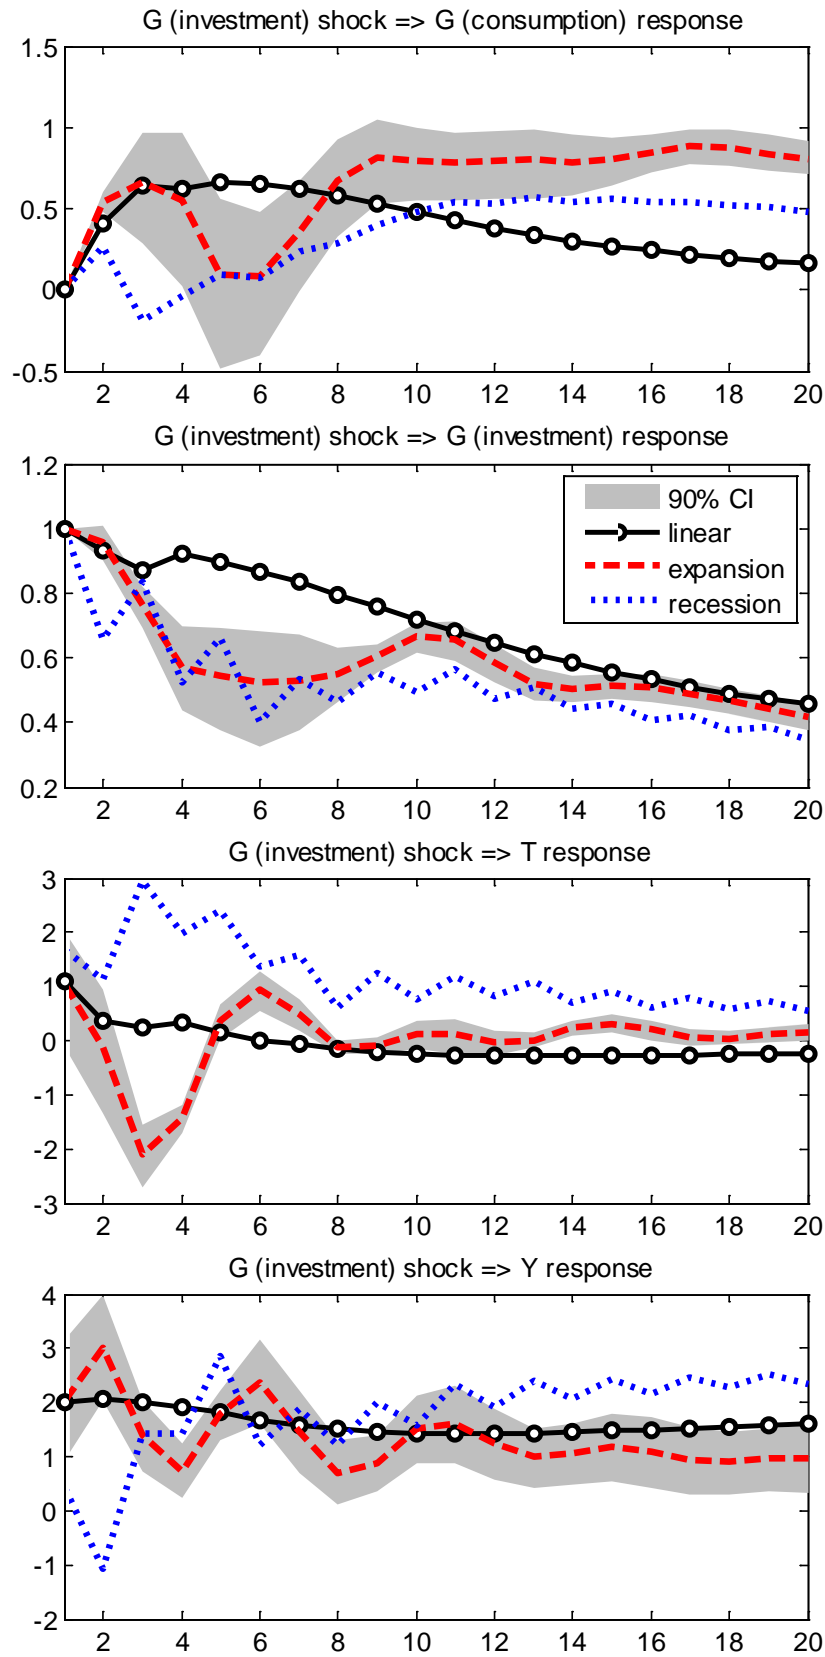 G (investment) shock => G (consumption) response
1.5
1
0.5
0
-0.5
2 4 6 8 10 12 14 16 18 20
G (investment) shock => G (investment) response
1.2
1
0.8
0.6
0.4
0.2
90% CI
linear
expansion
recession
2 4 6 8 10 12 14 16 18 20
G (investment) shock => T response
3
2
1
0
-1
-2
-3
2 4 6 8 10 12 14 16 18 20
G (investment) shock => Y response
4
3
2
1
0
-1
-2
2 4 6 8 10 12 14 16 18 20